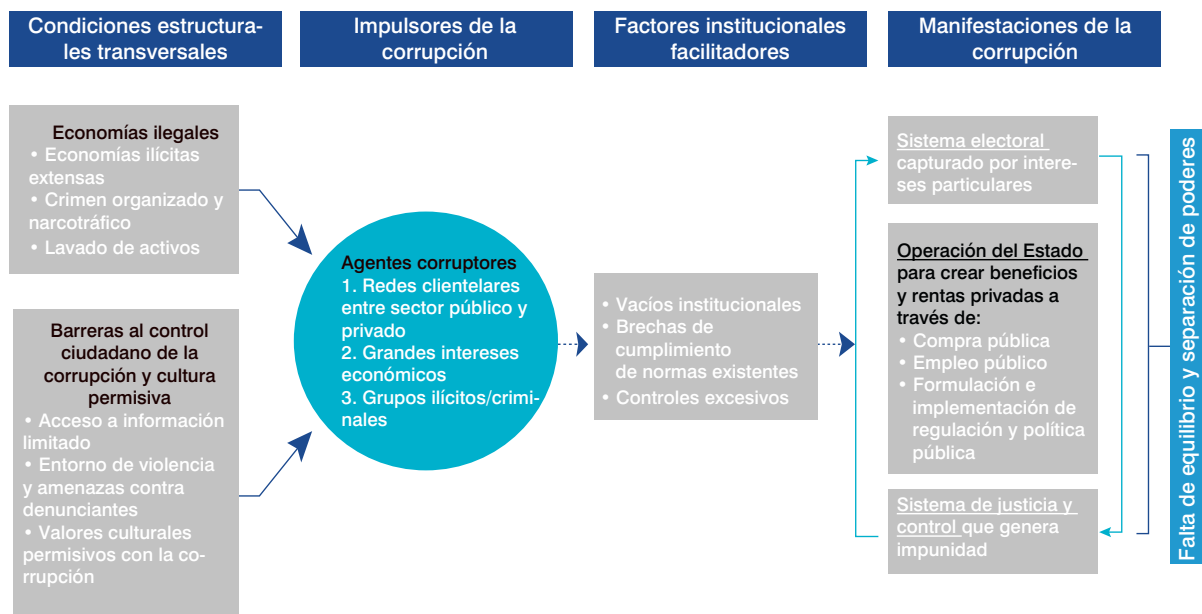 Condiciones estructura-
les transversales
Impulsores de la
corrupción
Factores institucionales
facilitadores
Manifestaciones de la
corrupción
Economías ilegales
• Economías ilícitas
extensas
• Crimen organizado y
narcotráfico
• Lavado de activos
Barreras al control
ciudadano de la
corrupción y cultura
permisiva
• Acceso a información
limitado
• Entorno de violencia
y amenazas contra
denunciantes
• Valores culturales
permisivos con la co-
rrupción
Agentes corruptores
1. Redes clientelares
entre sector público y
privado
2. Grandes intereses
económicos
3. Grupos ilícitos/crimi-
nales
• Vacíos institucionales
• Brechas de
cumplimiento
de normas existentes
• Controles excesivos
Sistema electoral
capturado por intere-
ses particulares
Operación del Estado
para crear beneficios
y rentas privadas a
través de:
• Compra pública
• Empleo público
• Formulación e
implementación de
regulación y política
pública
Sistema de justicia y
control que genera
impunidad
Falta de equilibrio y separación de poderes